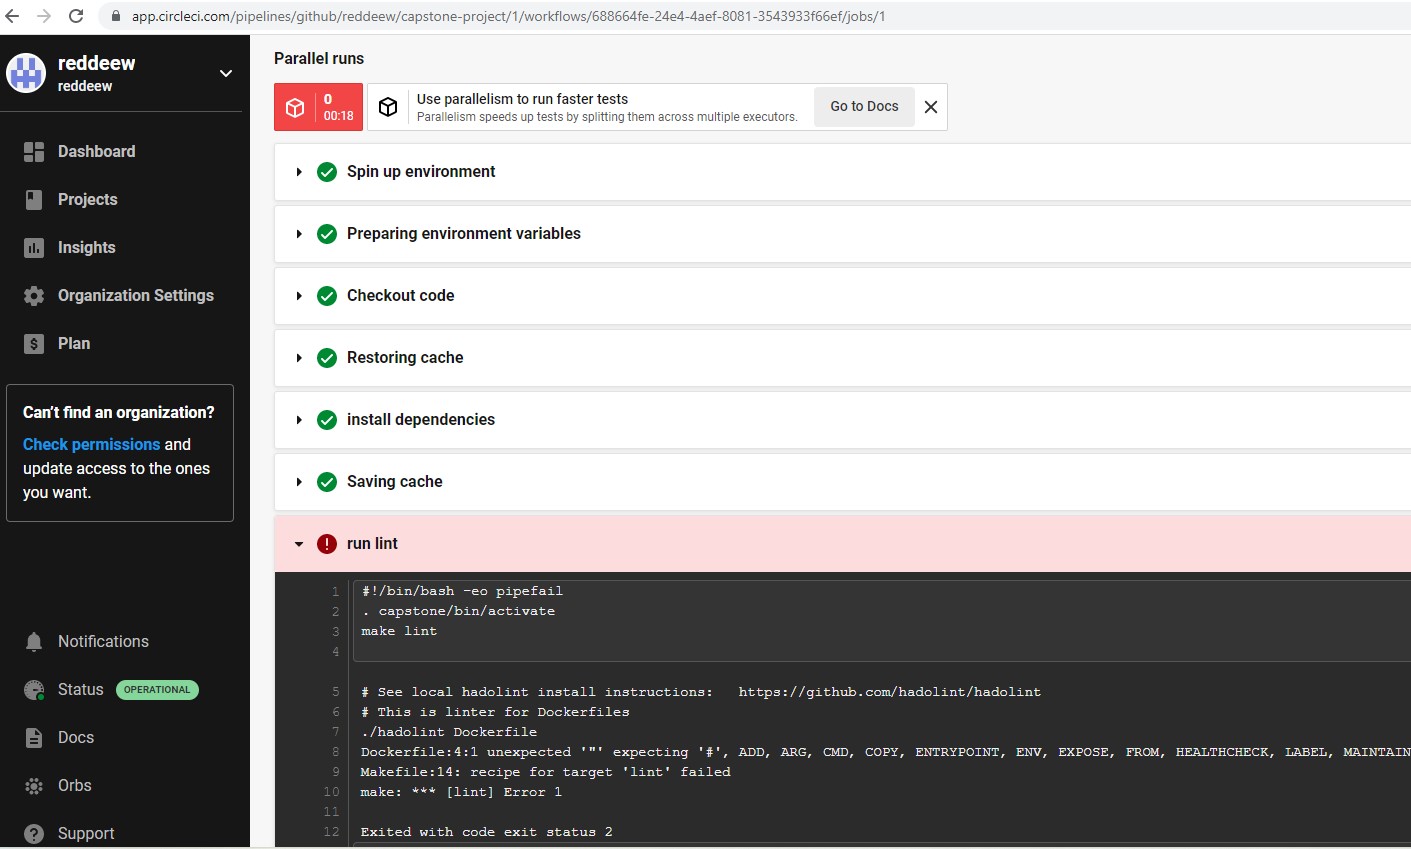 app.circleci.com/pipelines/github/reddeew/capstone-project/1/workflows/688664fe-24e4-4aef-8081-3543933f66ef/jobs/1
reddeew
reddeew
Dashboard
Projects
Insights
Organization Settings
Plan
Can't find an organization?
Check permissions and
update access to the ones
you want.
Notifications
Status OPERATIONAL
Docs
Orbs
Support
Parallel runs
0
00:18
Use parallelism to run faster tests
Parallelism speeds up tests by splitting them across multiple executors.
Go to Docs
Spin up environment
Preparing environment variables
Checkout code
Restoring cache
install dependencies
Saving cache
run lint
1 #!/bin/bash -eo pipefail
2 . capstone/bin/activate
3 make lint
4
5 # See local hadolint install instructions:   https://github.com/hadolint/hadolint
6 # This is linter for Dockerfiles
7 ./hadolint Dockerfile
8 Dockerfile:4:1 unexpected '"' expecting '#', ADD, ARG, CMD, COPY, ENTRYPOINT, ENV, EXPOSE, FROM, HEALTHCHECK, LABEL, MAINTAIN
9 Makefile:14: recipe for target 'lint' failed
10 make: *** [lint] Error 1
11
12 Exited with code exit status 2